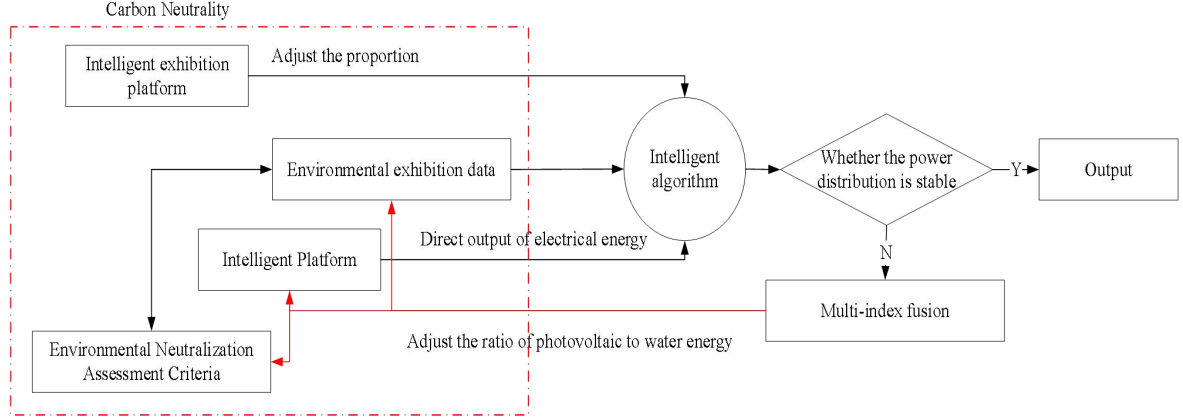 Carbon Neutrality
Intelligent exhibition
platform
Adjust the proportion
Environmental exhibition data
Intelligent
algorithm
Whether the power
distribution is stable
Y
Output
Direct output of electrical energy
Intelligent Platform
N
Multi-index fusion
Adjust the ratio of photovoltaic to water energy
Environmental Neutralization
Assessment Criteria